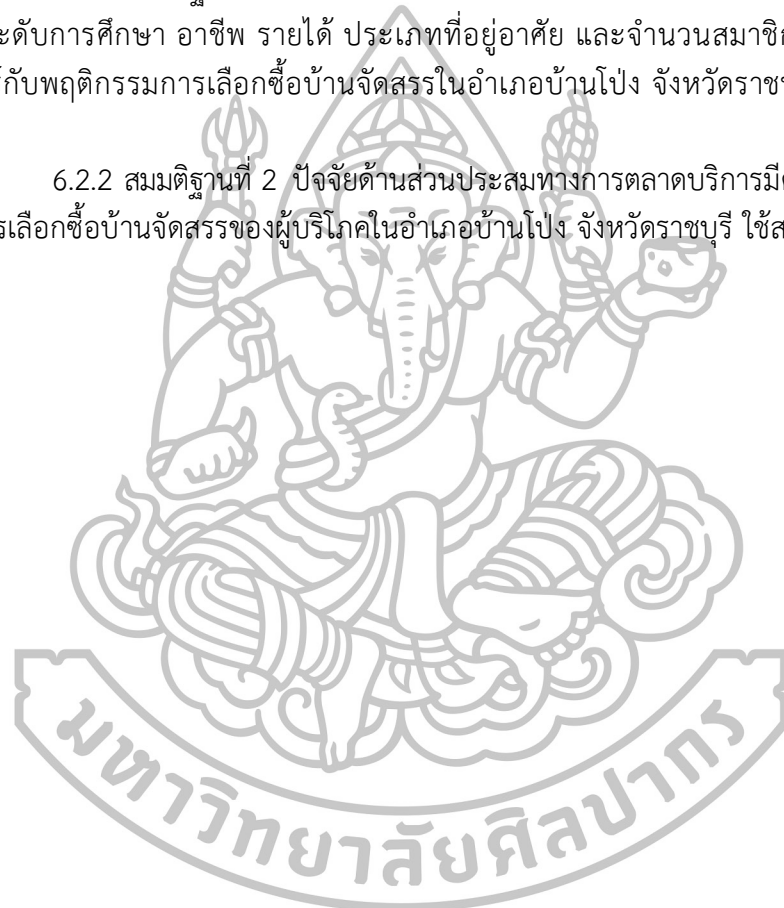 ะดับการศึกษา อาชีพ รายได้ ประเภทที่อยู่อาศัย และจำนวนสมาชิก
กับพฤติกรรมการเลือกซื้อบ้านจัดสรรในอำเภอบ้านโป่ง จังหวัดราช
6.2.2 สมมติฐานที่ 2 ปัจจัยด้านส่วนประสมทางการตลาดบริการมี
รเลือกซื้อบ้านจัดสรรของผู้บริโภคในอำเภอบ้านโป่ง จังหวัดราชบุรี ใช้ส
มหาวิทยาลัยศิลปากร